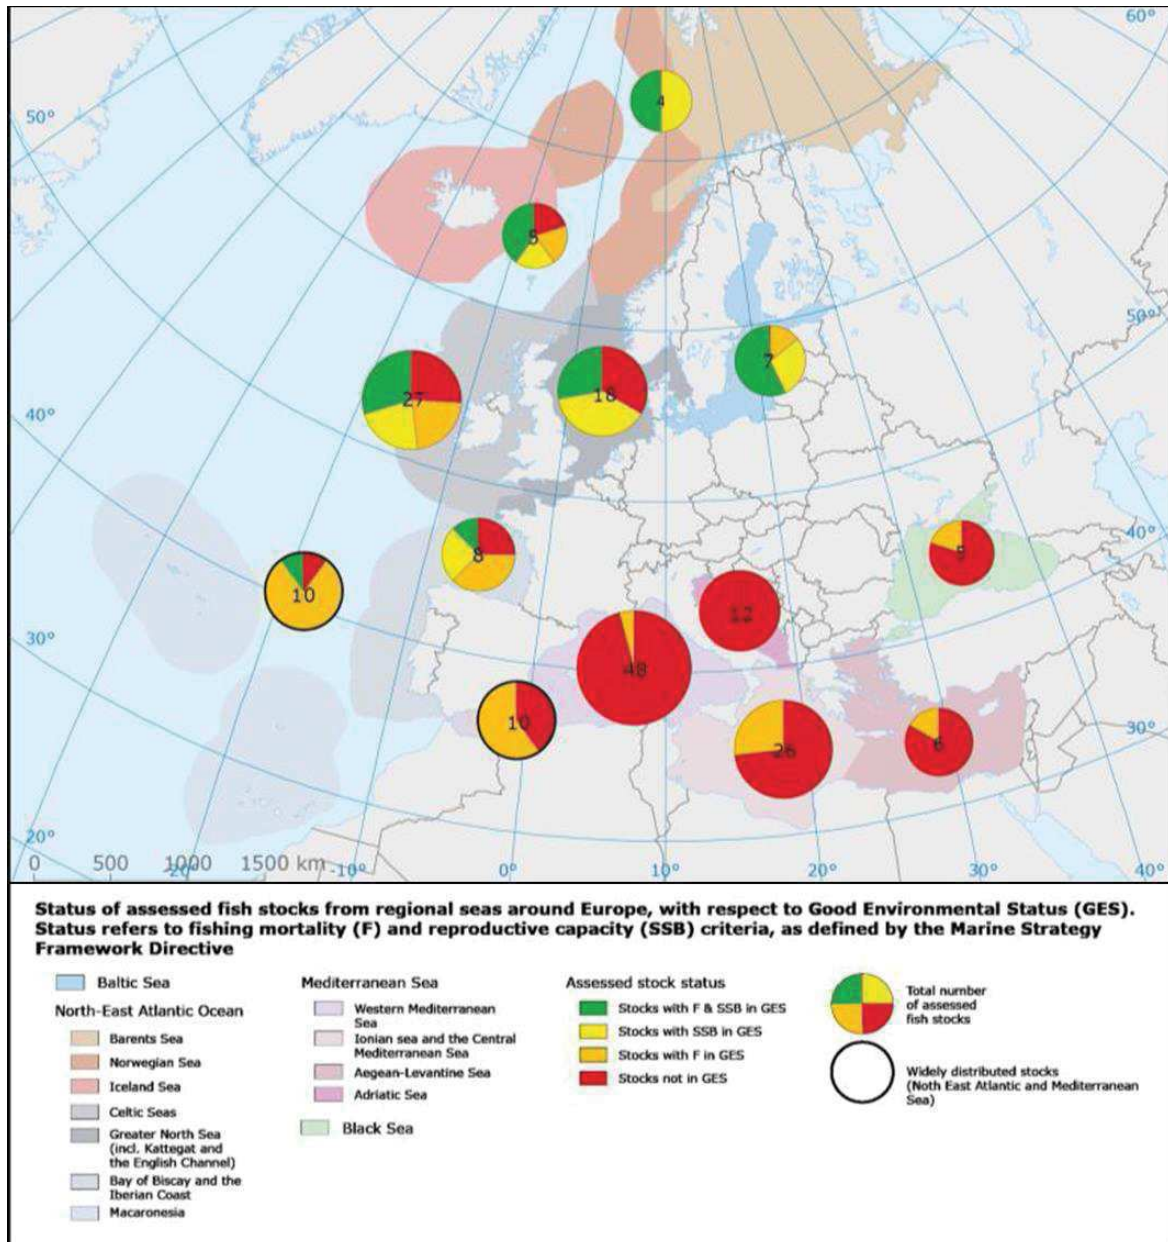 60°
50°
4
5
50°
40°
27
18
7
40°
8
5
10
12
30°
48
10
26
6
30°
20°
0 500 1000 1500 km
-20° -10° 0° 10° 20° 30° 40°
Status of assessed fish stocks from regional seas around Europe, with respect to Good Environmental Status (GES).
Status refers to fishing mortality (F) and reproductive capacity (SSB) criteria, as defined by the Marine Strategy
Framework Directive
Baltic Sea
North-East Atlantic Ocean
Barents Sea
Norwegian Sea
Iceland Sea
Celtic Seas
Greater North Sea
(incl. Kattegat and
the English Channel)
Bay of Biscay and the
Iberian Coast
Macaronesia
Mediterranean Sea
Western Mediterranean
Sea
Ionian sea and the Central
Mediterranean Sea
Aegean-Levantine Sea
Adriatic Sea
Black Sea
Assessed stock status
Stocks with F & SSB in GES
Stocks with SSB in GES
Stocks with F in GES
Stocks not in GES
Total number
of assessed
fish stocks
Widely distributed stocks
(Noth East Atlantic and Mediterranean
Sea)